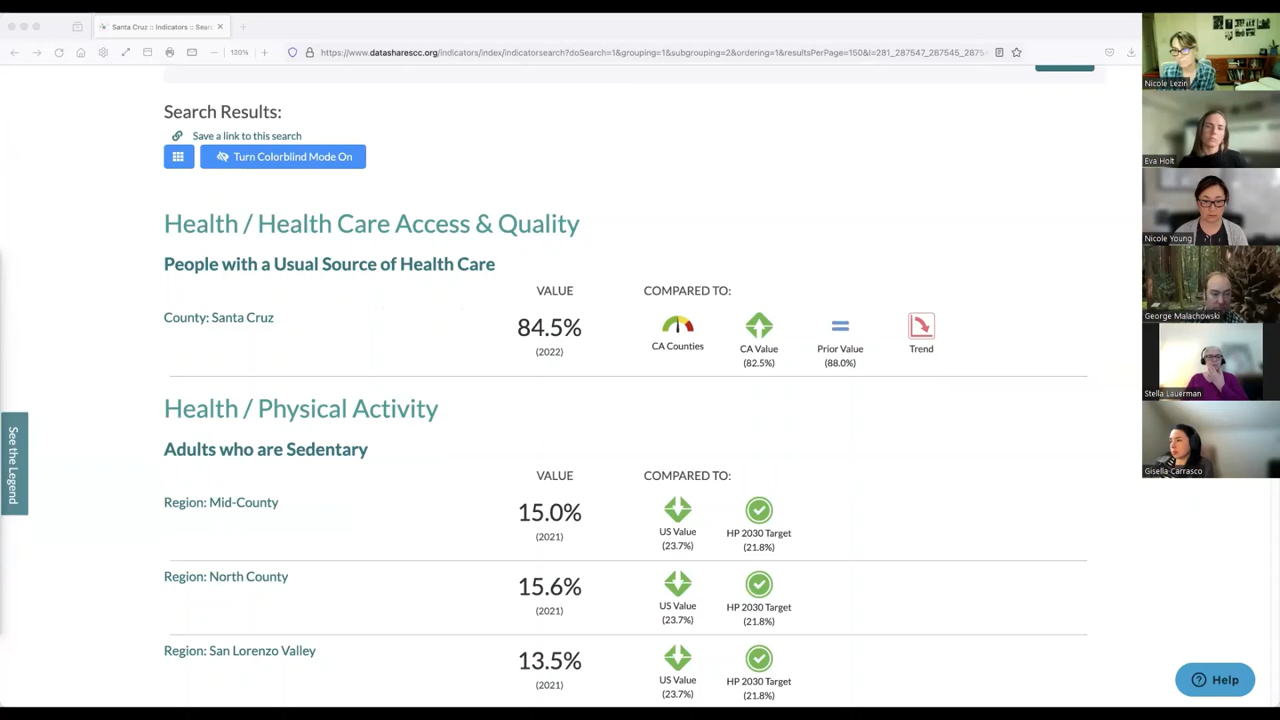 Santa Cruz :: Indicators :: Sear
120%
https://www.datasharescc.org/indicators/index/indicatorsearch?doSearch=1&grouping=1&subgrouping=2&ordering=1&resultsPerPage=150&l=281_287547_287545_2875
Search Results:
Save a link to this search
Turn Colorblind Mode On
Health / Health Care Access & Quality
People with a Usual Source of Health Care
VALUE COMPARED TO:
County: Santa Cruz
84.5%
(2022)
CA Counties
CA Value
(82.5%)
Prior Value
(88.0%)
Trend
Health / Physical Activity
Adults who are Sedentary
VALUE COMPARED TO:
Region: Mid-County
15.0%
(2021)
US Value
(23.7%)
HP 2030 Target
(21.8%)
Region: North County
15.6%
(2021)
US Value
(23.7%)
HP 2030 Target
(21.8%)
Region: San Lorenzo Valley
13.5%
(2021)
US Value
(23.7%)
HP 2030 Target
(21.8%)
See the Legend
Help
Nicole Lezin
Eva Holt
Nicole Young
George Malachowski
Stella Lauerman
Gisella Carrasco